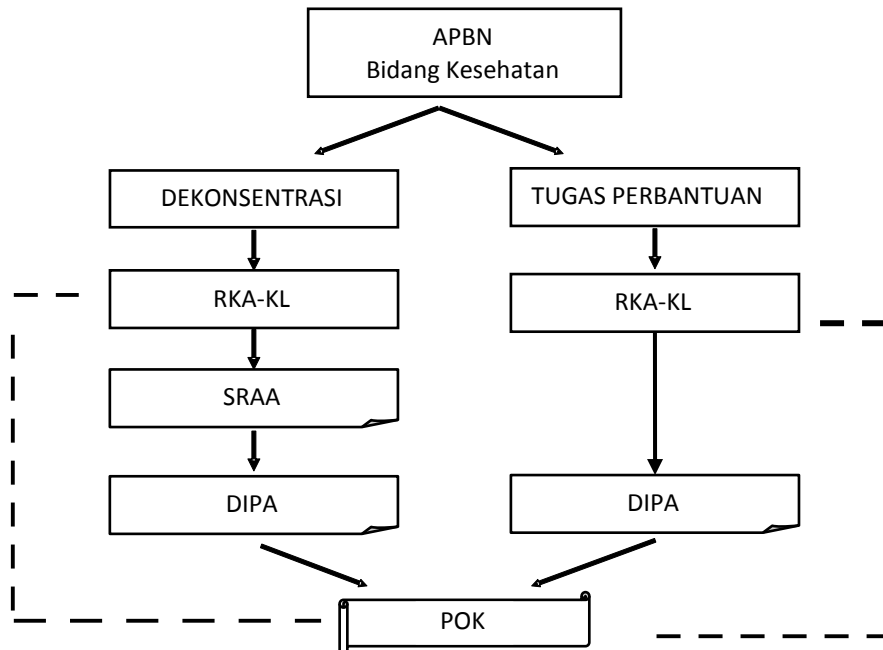 APBN
Bidang Kesehatan
DEKONSENTRASI
TUGAS PERBANTUAN
RKA-KL
RKA-KL
SRAA
DIPA
DIPA
POK